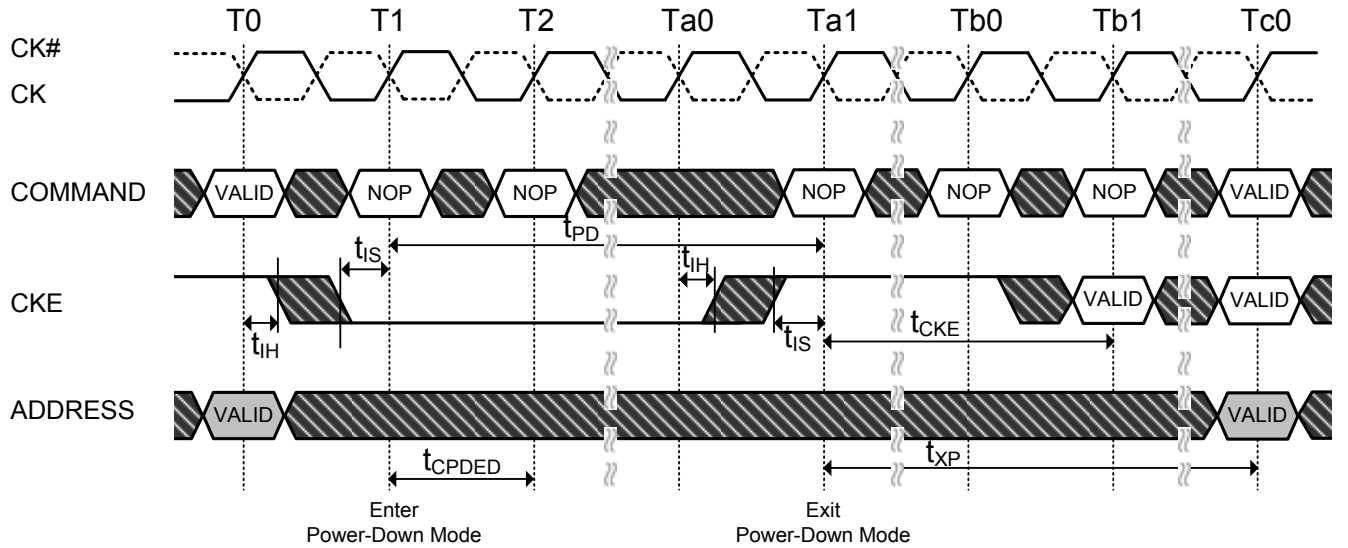 T0 T1 T2 Ta0 Ta1 Tb0 Tb1 Tc0
CK#
CK
COMMAND VALID NOP NOP NOP NOP NOP VALID
tPD
tIS tIH
CKE VALID VALID
tIH tIS tCKE
ADDRESS VALID VALID
tCPDED tXP
Enter
Power-Down Mode
Exit
Power-Down Mode